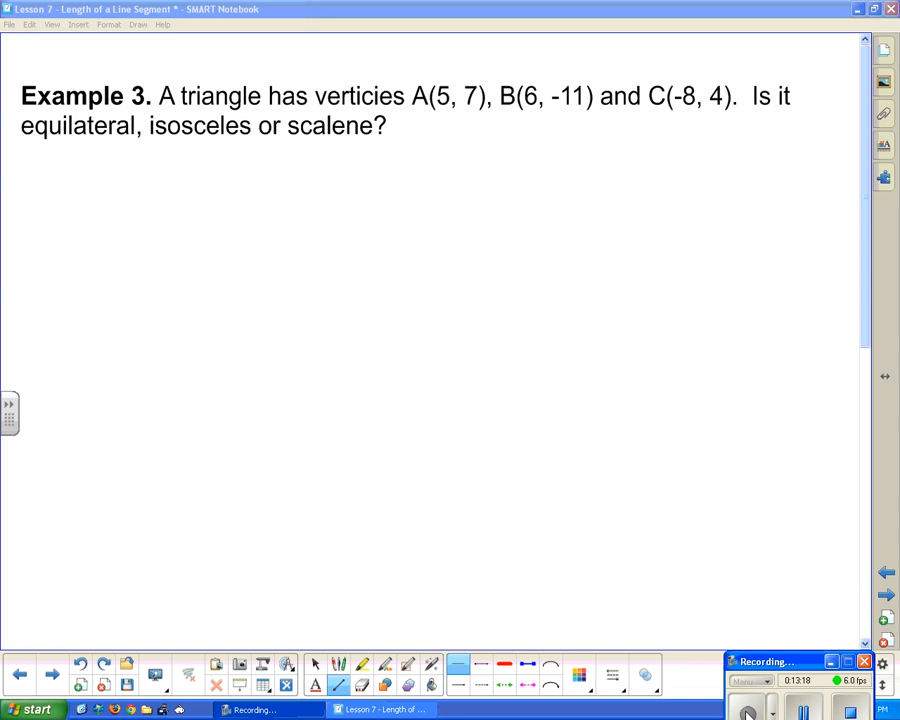 Lesson 7 - Length of a Line Segment * - SMART Notebook
File Edit View Insert Format Draw Help
Example 3. A triangle has verticies A(5, 7), B(6, -11) and C(-8, 4). Is it
equilateral, isosceles or scalene?
Recording...
Menu 0:13:18 6.0 fps
start Recording... Lesson 7 - Length of ... PM